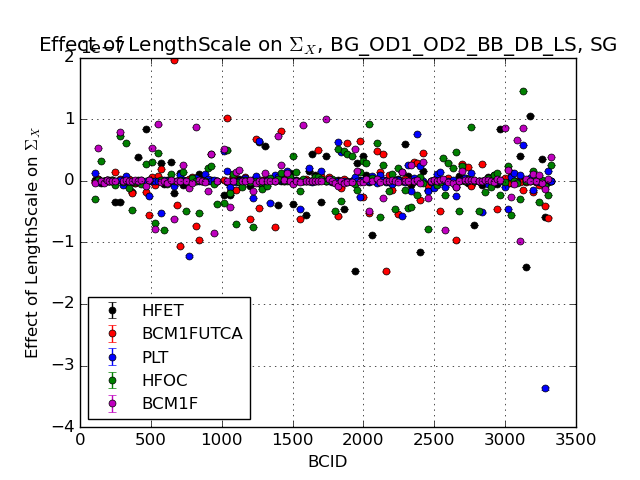 Effect of LengthScale on Σ_X, BG_OD1_OD2_BB_DB_LS, SG
1e−7
2
1
0
−1
−2
−3
−4
Effect of LengthScale on Σ_X
HFET
BCM1FUTCA
PLT
HFOC
BCM1F
0 500 1000 1500 2000 2500 3000 3500
BCID